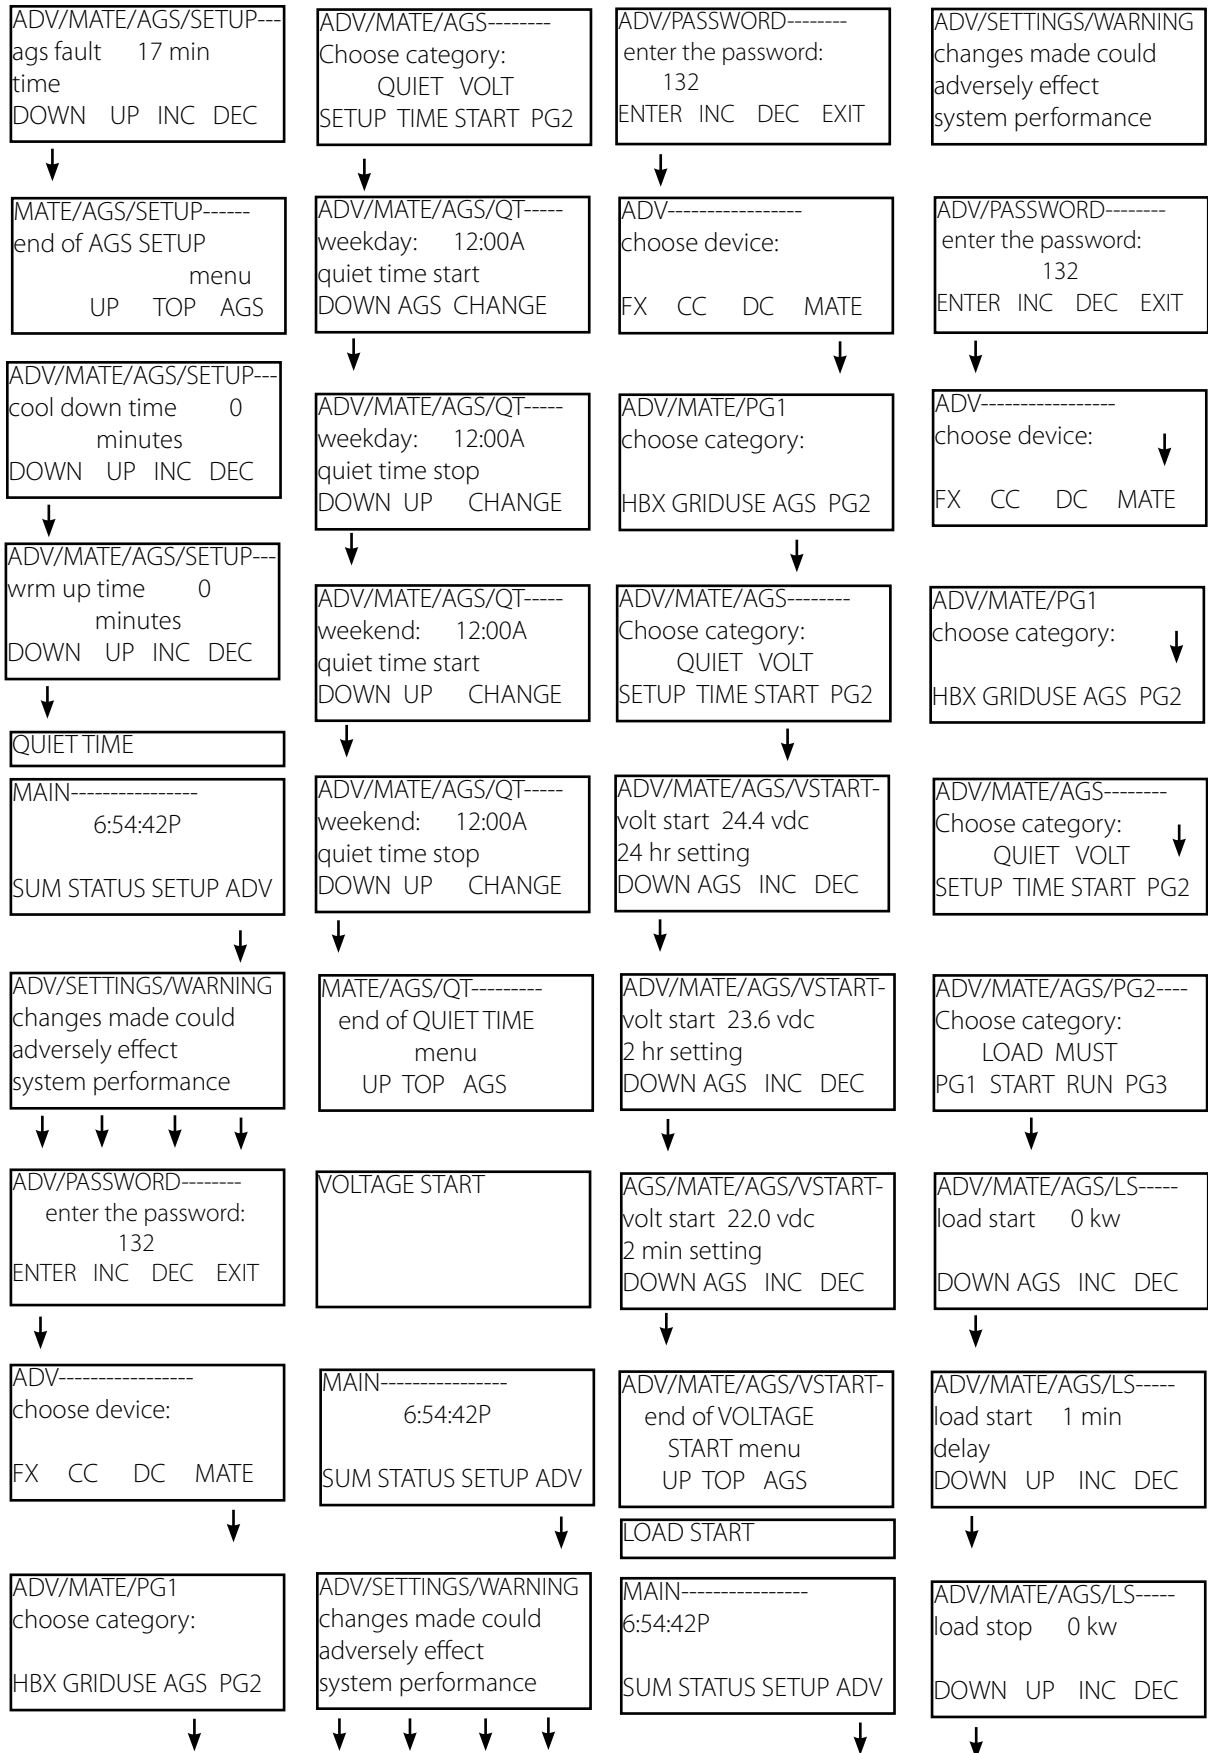 ADV/MATE/AGS/SETUP---
ags fault 17 min
time
DOWN UP INC DEC
MATE/AGS/SETUP------
end of AGS SETUP
menu
UP TOP AGS
ADV/MATE/AGS/SETUP---
cool down time 0
minutes
DOWN UP INC DEC
ADV/MATE/AGS/SETUP---
wrm up time 0
minutes
DOWN UP INC DEC
QUIET TIME
MAIN----------------
6:54:42P
SUM STATUS SETUP ADV
ADV/SETTINGS/WARNING
changes made could
adversely effect
system performance
ADV/PASSWORD--------
enter the password:
132
ENTER INC DEC EXIT
ADV-----------------
choose device:
FX CC DC MATE
ADV/MATE/PG1
choose category:
HBX GRIDUSE AGS PG2
ADV/MATE/AGS--------
Choose category:
QUIET VOLT
SETUP TIME START PG2
ADV/MATE/AGS/QT-----
weekday: 12:00A
quiet time start
DOWN AGS CHANGE
ADV/MATE/AGS/QT-----
weekday: 12:00A
quiet time stop
DOWN UP CHANGE
ADV/MATE/AGS/QT-----
weekend: 12:00A
quiet time start
DOWN UP CHANGE
ADV/MATE/AGS/QT-----
weekend: 12:00A
quiet time stop
DOWN UP CHANGE
MATE/AGS/QT---------
end of QUIET TIME
menu
UP TOP AGS
VOLTAGE START
MAIN----------------
6:54:42P
SUM STATUS SETUP ADV
ADV/SETTINGS/WARNING
changes made could
adversely effect
system performance
ADV/PASSWORD--------
enter the password:
132
ENTER INC DEC EXIT
ADV-----------------
choose device:
FX CC DC MATE
ADV/MATE/PG1
choose category:
HBX GRIDUSE AGS PG2
ADV/MATE/AGS--------
Choose category:
QUIET VOLT
SETUP TIME START PG2
ADV/MATE/AGS/VSTART-
volt start 24.4 vdc
24 hr setting
DOWN AGS INC DEC
ADV/MATE/AGS/VSTART-
volt start 23.6 vdc
2 hr setting
DOWN AGS INC DEC
AGS/MATE/AGS/VSTART-
volt start 22.0 vdc
2 min setting
DOWN AGS INC DEC
ADV/MATE/AGS/VSTART-
end of VOLTAGE
START menu
UP TOP AGS
LOAD START
MAIN----------------
6:54:42P
SUM STATUS SETUP ADV
ADV/SETTINGS/WARNING
changes made could
adversely effect
system performance
ADV/PASSWORD--------
enter the password:
132
ENTER INC DEC EXIT
ADV-----------------
choose device:
FX CC DC MATE
ADV/MATE/PG1
choose category:
HBX GRIDUSE AGS PG2
ADV/MATE/AGS--------
Choose category:
QUIET VOLT
SETUP TIME START PG2
ADV/MATE/AGS/PG2----
Choose category:
LOAD MUST
PG1 START RUN PG3
ADV/MATE/AGS/LS-----
load start 0 kw
DOWN AGS INC DEC
ADV/MATE/AGS/LS-----
load start 1 min
delay
DOWN UP INC DEC
ADV/MATE/AGS/LS-----
load stop 0 kw
DOWN UP INC DEC